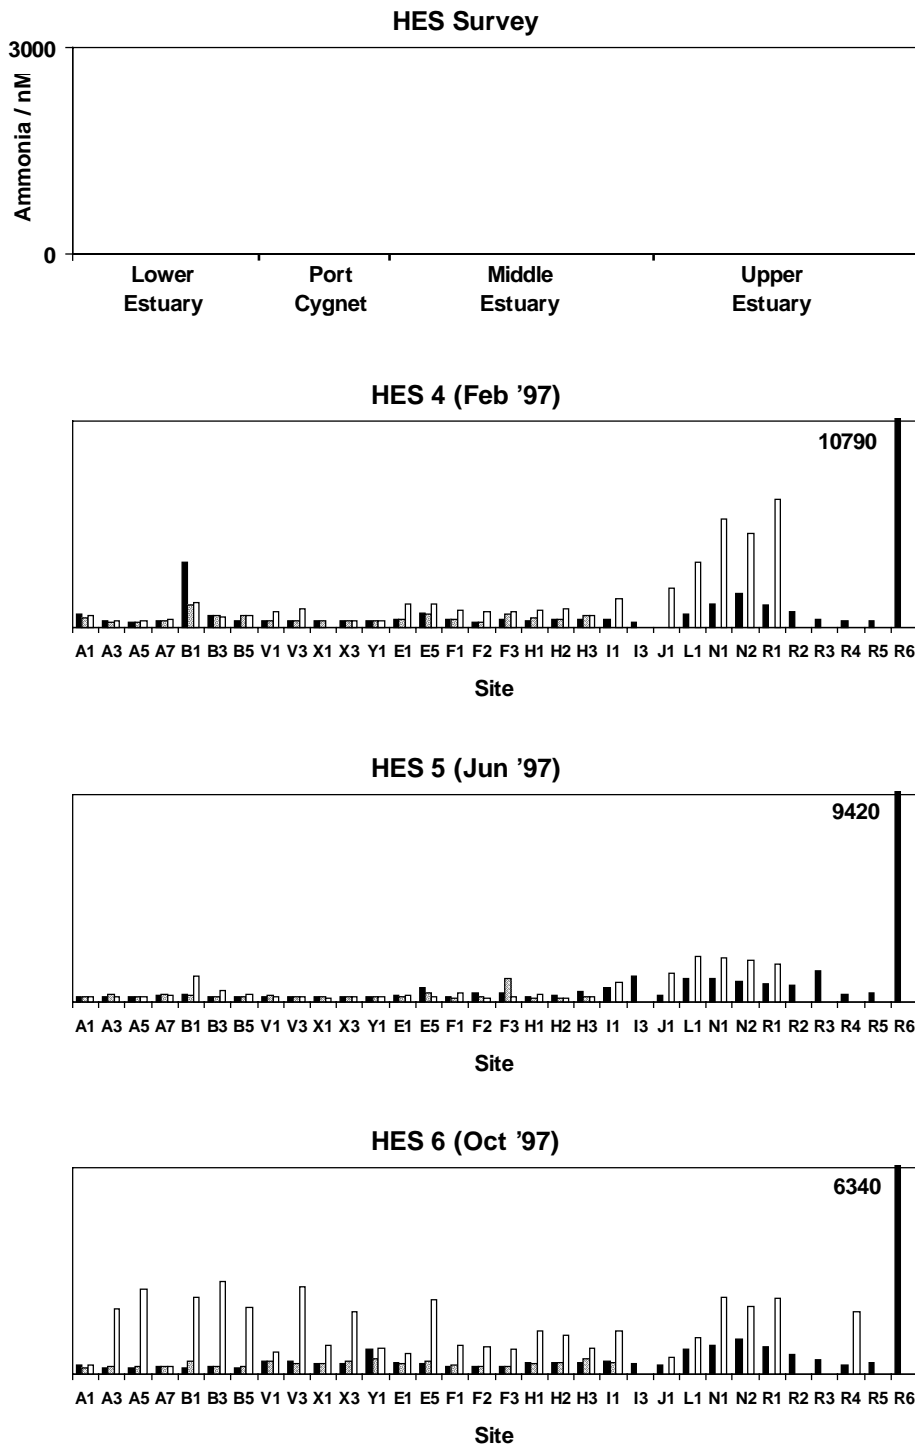 HES Survey
3000
Ammonia / nM
0
Lower Port Middle Upper
Estuary Cygnet Estuary Estuary
HES 4 (Feb '97)
10790
A1 A3 A5 A7 B1 B3 B5 V1 V3 X1 X3 Y1 E1 E5 F1 F2 F3 H1 H2 H3 I1 I3 J1 L1 N1 N2 R1 R2 R3 R4 R5 R6
Site
HES 5 (Jun '97)
9420
A1 A3 A5 A7 B1 B3 B5 V1 V3 X1 X3 Y1 E1 E5 F1 F2 F3 H1 H2 H3 I1 I3 J1 L1 N1 N2 R1 R2 R3 R4 R5 R6
Site
HES 6 (Oct '97)
6340
A1 A3 A5 A7 B1 B3 B5 V1 V3 X1 X3 Y1 E1 E5 F1 F2 F3 H1 H2 H3 I1 I3 J1 L1 N1 N2 R1 R2 R3 R4 R5 R6
Site